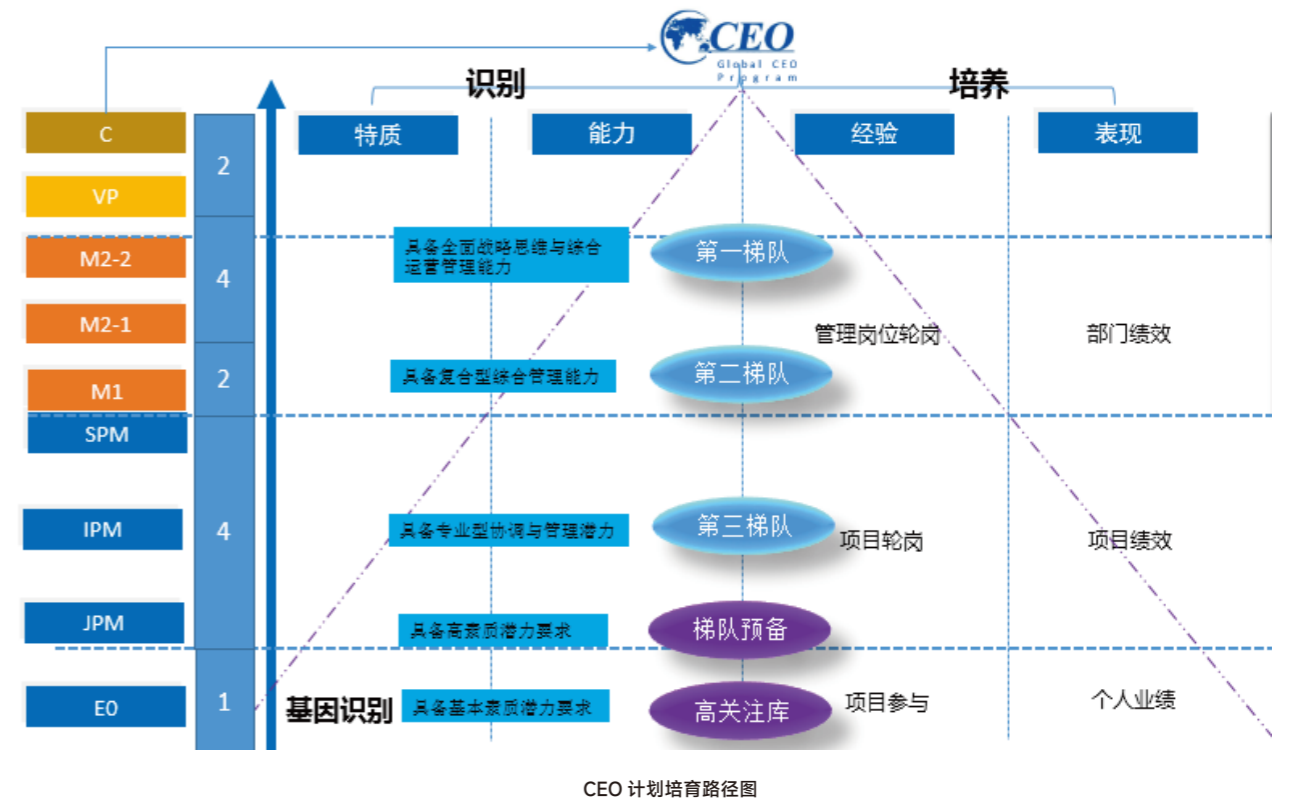 CEO
Global CEO
Program
识别
培养
C
2
特质
能力
经验
表现
VP
具备全面战略思维与综合
运营管理能力
第一梯队
M2-2
4
M2-1
管理岗位轮岗
部门绩效
M1
2
具备复合型综合管理能力
第二梯队
SPM
IPM
4
具备专业型协调与管理潜力
第三梯队
项目轮岗
项目绩效
JPM
具备高素质潜力要求
梯队预备
E0
1
基因识别
具备基本素质潜力要求
高关注库
项目参与
个人业绩
CEO 计划培育路径图